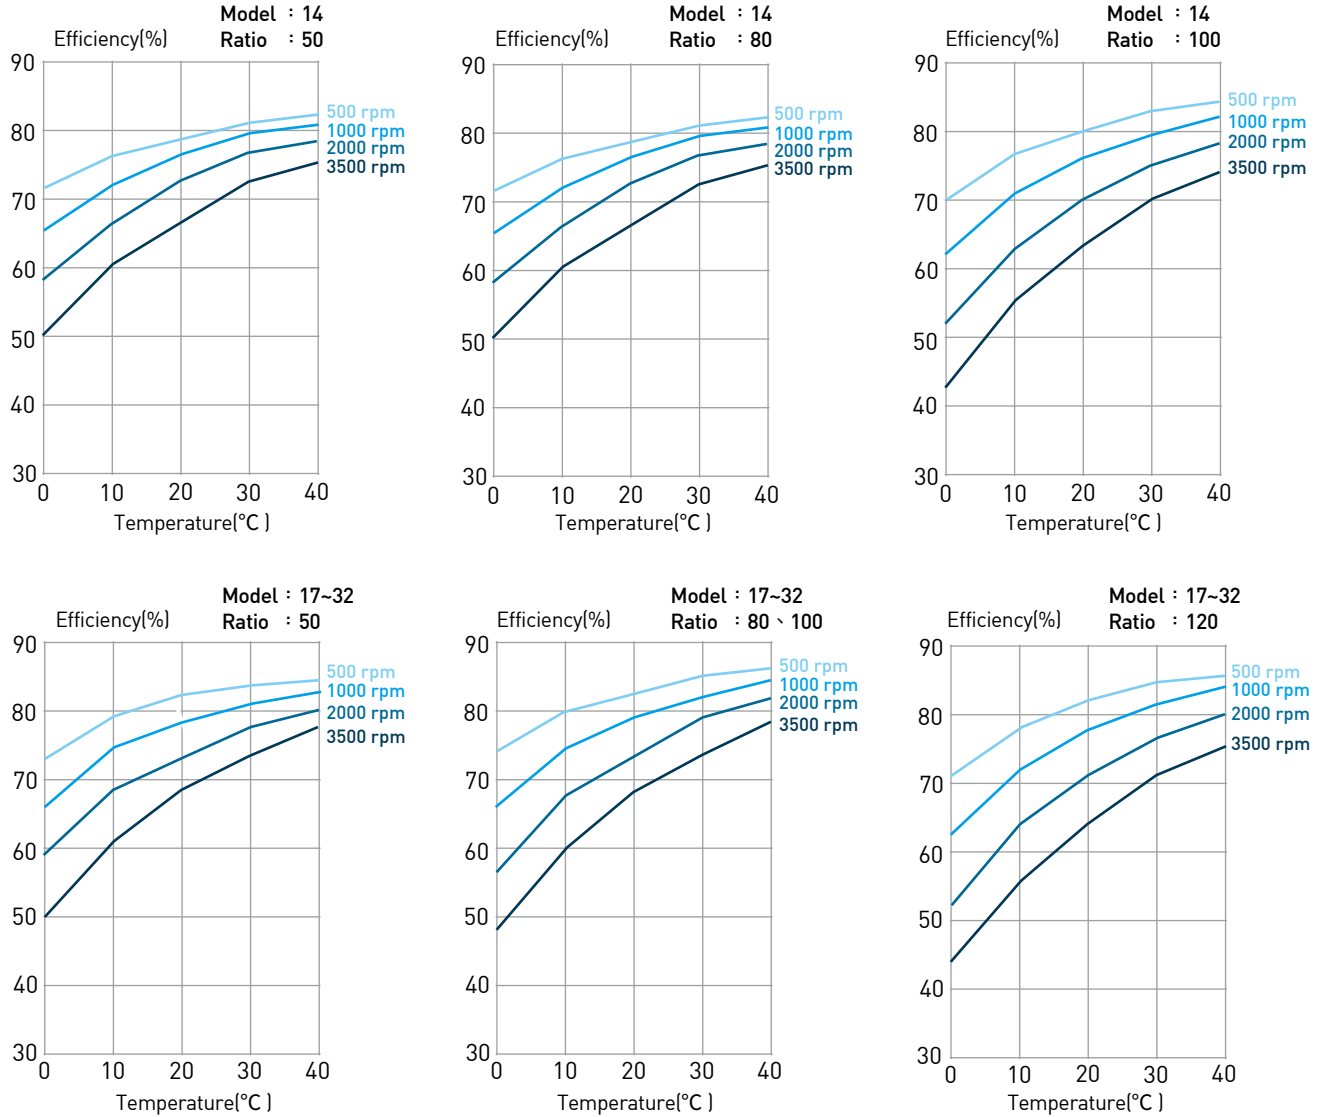 Model : 14
Efficiency(%) Ratio : 50
90
80
70
60
50
40
30
500 rpm
1000 rpm
2000 rpm
3500 rpm
0 10 20 30 40
Temperature(°C )
Model : 14
Efficiency(%) Ratio : 80
90
80
70
60
50
40
30
500 rpm
1000 rpm
2000 rpm
3500 rpm
0 10 20 30 40
Temperature(°C )
Model : 14
Efficiency(%) Ratio : 100
90
80
70
60
50
40
30
500 rpm
1000 rpm
2000 rpm
3500 rpm
0 10 20 30 40
Temperature(°C )
Model : 17~32
Efficiency(%) Ratio : 50
90
80
70
60
50
40
30
500 rpm
1000 rpm
2000 rpm
3500 rpm
0 10 20 30 40
Temperature(°C )
Model : 17~32
Efficiency(%) Ratio : 80、100
90
80
70
60
50
40
30
500 rpm
1000 rpm
2000 rpm
3500 rpm
0 10 20 30 40
Temperature(°C )
Model : 17~32
Efficiency(%) Ratio : 120
90
80
70
60
50
40
30
500 rpm
1000 rpm
2000 rpm
3500 rpm
0 10 20 30 40
Temperature(°C )